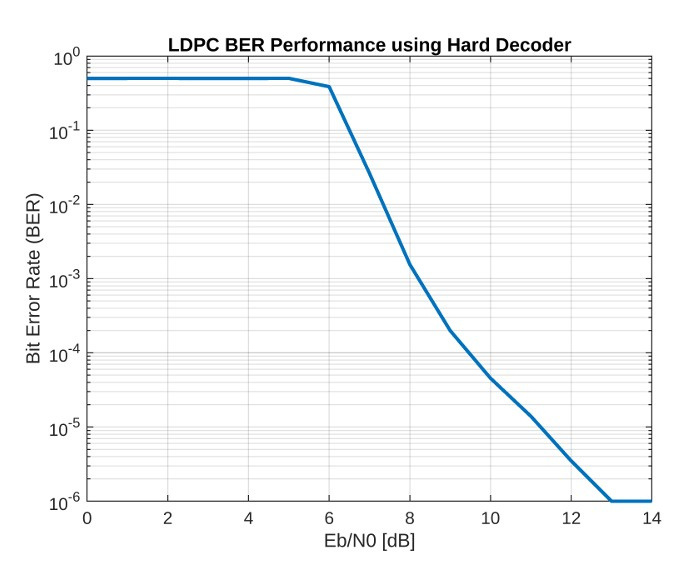 LDPC BER Performance using Hard Decoder
10^0
10^-1
10^-2
10^-3
10^-4
10^-5
10^-6
Bit Error Rate (BER)
0 2 4 6 8 10 12 14
Eb/N0 [dB]